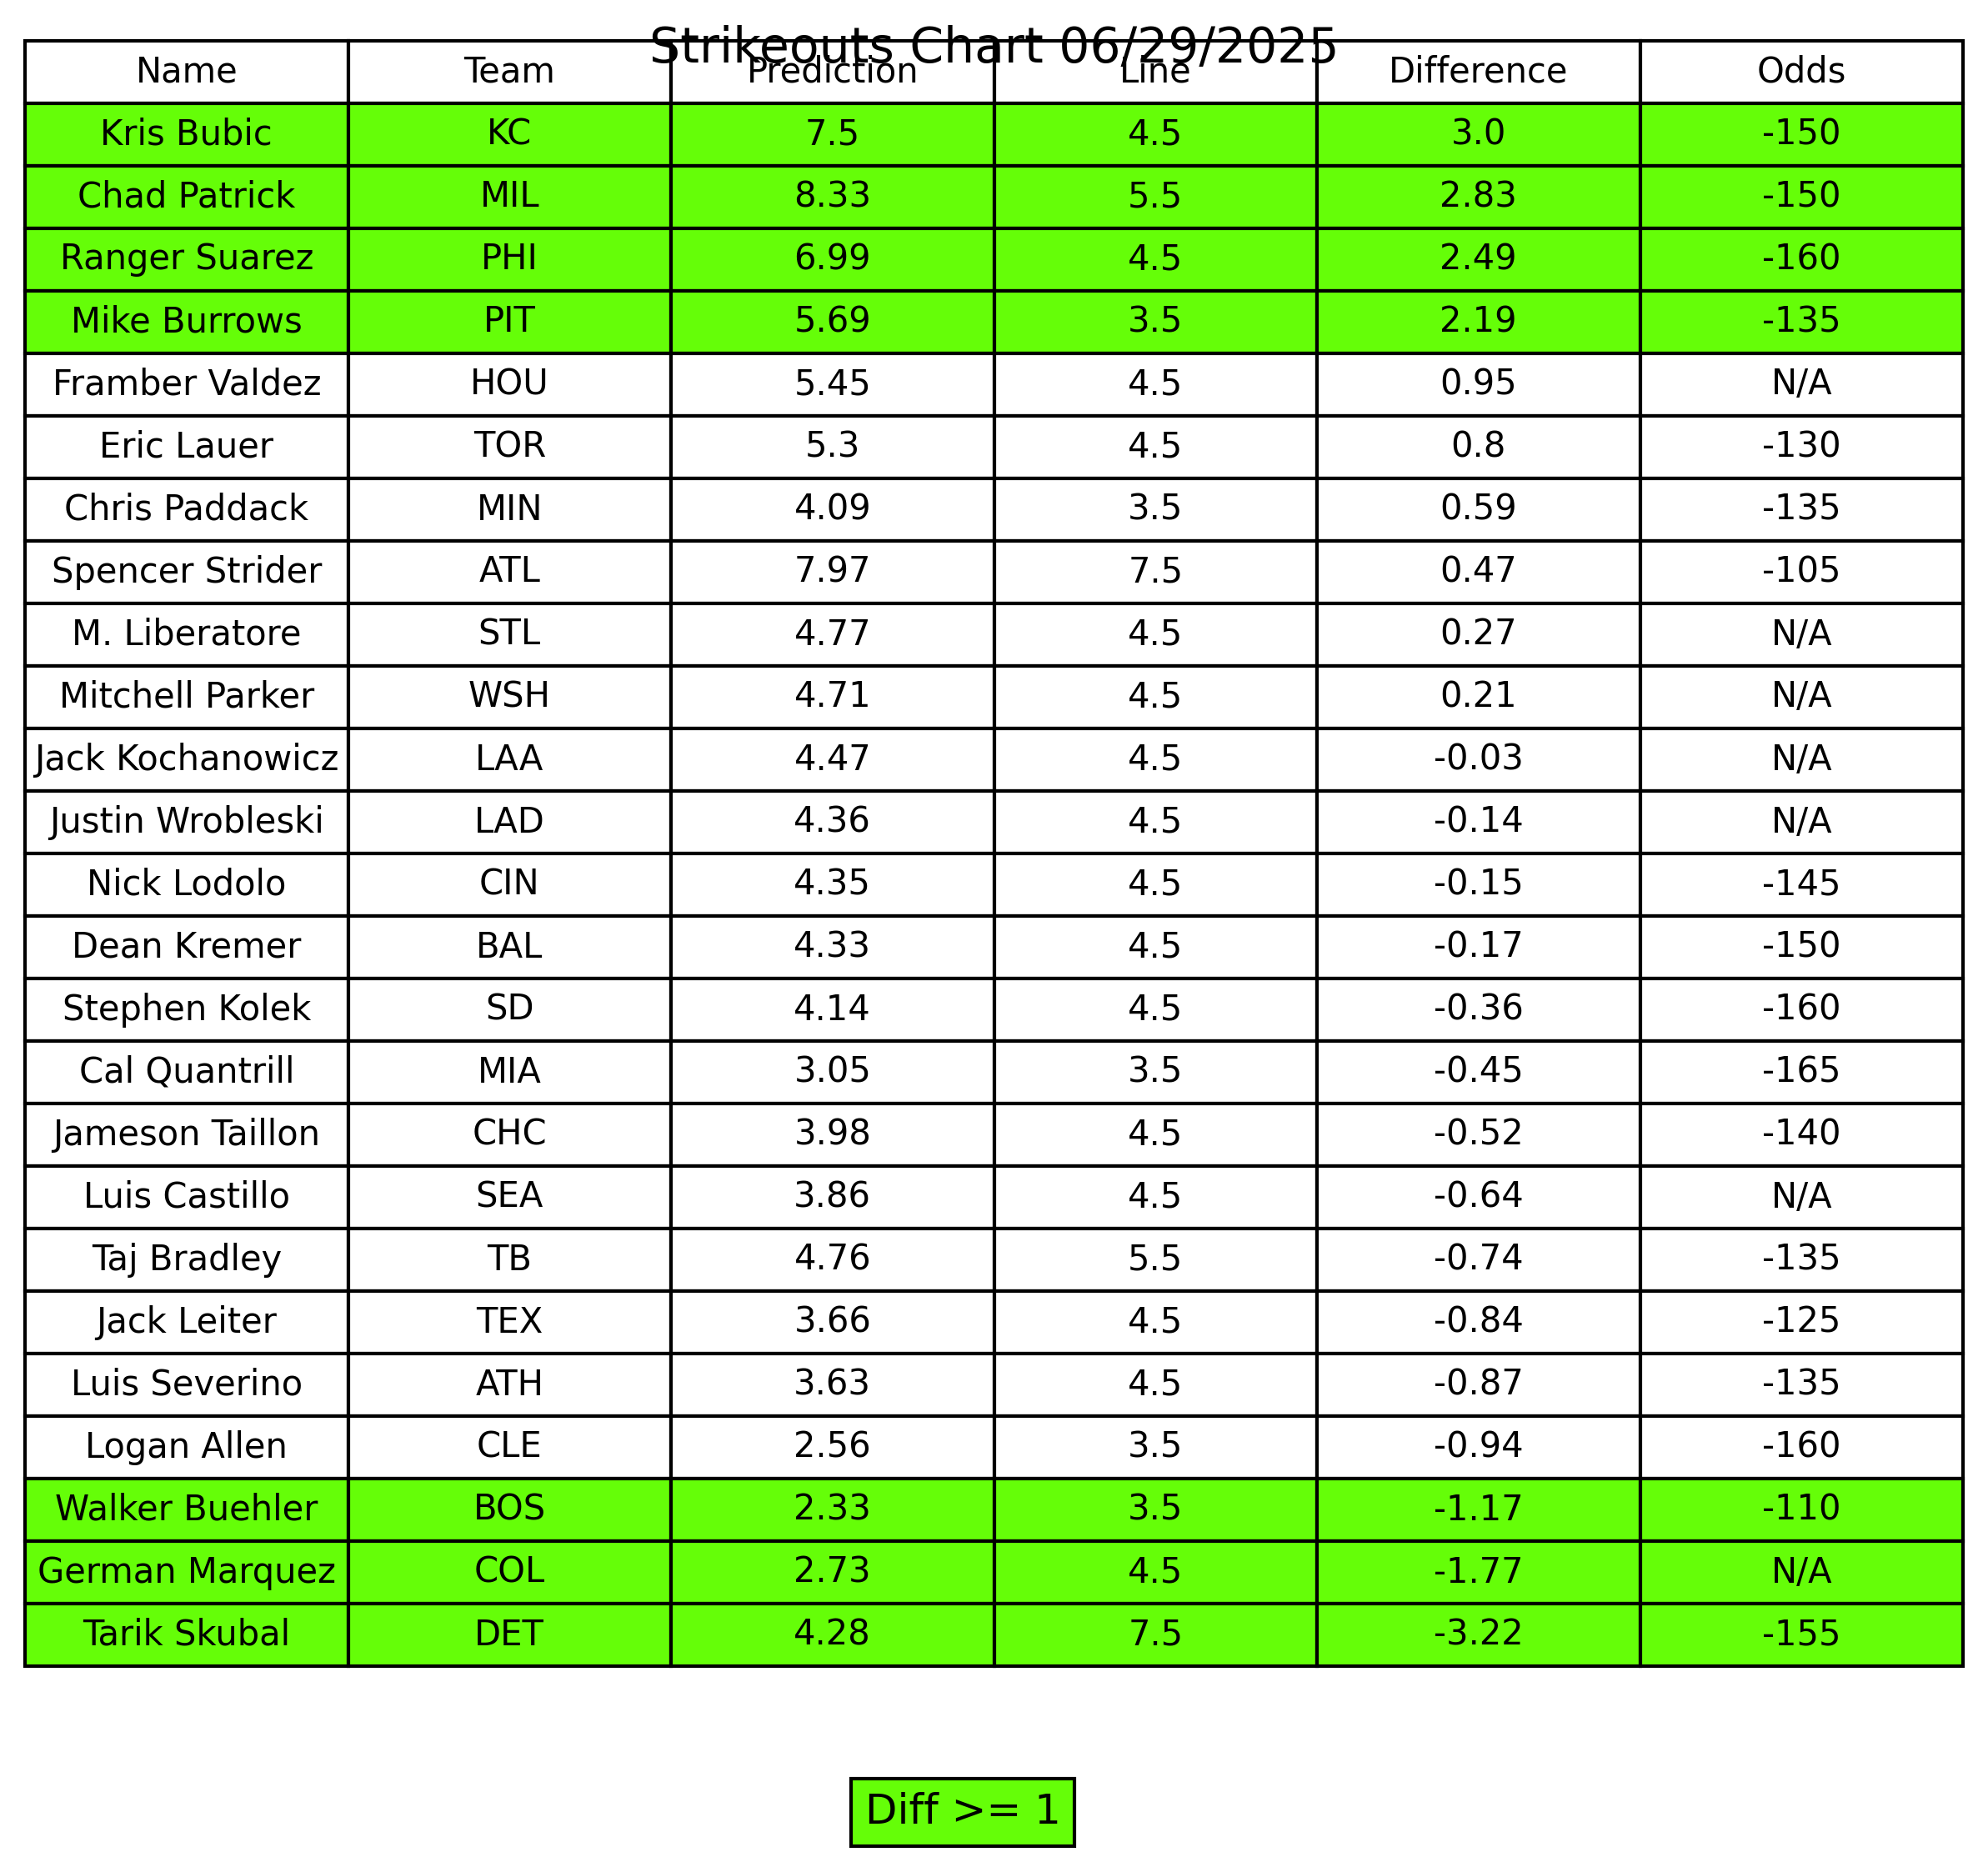 Strikeouts Chart 06/29/2025
Name Team Prediction Line Difference Odds
Kris Bubic KC 7.5 4.5 3.0 -150
Chad Patrick MIL 8.33 5.5 2.83 -150
Ranger Suarez PHI 6.99 4.5 2.49 -160
Mike Burrows PIT 5.69 3.5 2.19 -135
Framber Valdez HOU 5.45 4.5 0.95 N/A
Eric Lauer TOR 5.3 4.5 0.8 -130
Chris Paddack MIN 4.09 3.5 0.59 -135
Spencer Strider ATL 7.97 7.5 0.47 -105
M. Liberatore STL 4.77 4.5 0.27 N/A
Mitchell Parker WSH 4.71 4.5 0.21 N/A
Jack Kochanowicz LAA 4.47 4.5 -0.03 N/A
Justin Wrobleski LAD 4.36 4.5 -0.14 N/A
Nick Lodolo CIN 4.35 4.5 -0.15 -145
Dean Kremer BAL 4.33 4.5 -0.17 -150
Stephen Kolek SD 4.14 4.5 -0.36 -160
Cal Quantrill MIA 3.05 3.5 -0.45 -165
Jameson Taillon CHC 3.98 4.5 -0.52 -140
Luis Castillo SEA 3.86 4.5 -0.64 N/A
Taj Bradley TB 4.76 5.5 -0.74 -135
Jack Leiter TEX 3.66 4.5 -0.84 -125
Luis Severino ATH 3.63 4.5 -0.87 -135
Logan Allen CLE 2.56 3.5 -0.94 -160
Walker Buehler BOS 2.33 3.5 -1.17 -110
German Marquez COL 2.73 4.5 -1.77 N/A
Tarik Skubal DET 4.28 7.5 -3.22 -155
Diff >= 1